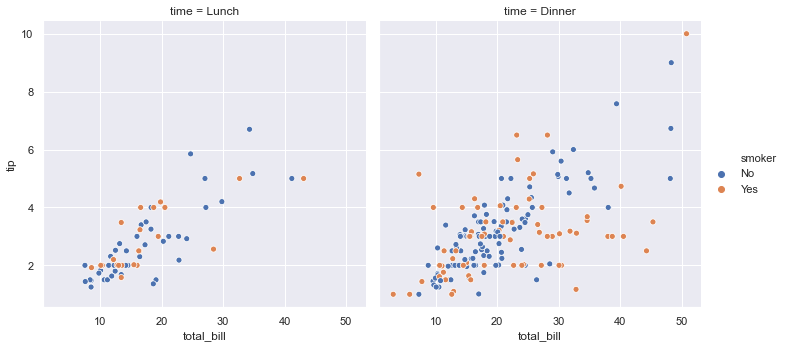 time = Lunch
time = Dinner
10
8
6
4
2
tip
10 20 30 40 50
10 20 30 40 50
total_bill
total_bill
smoker
No
Yes